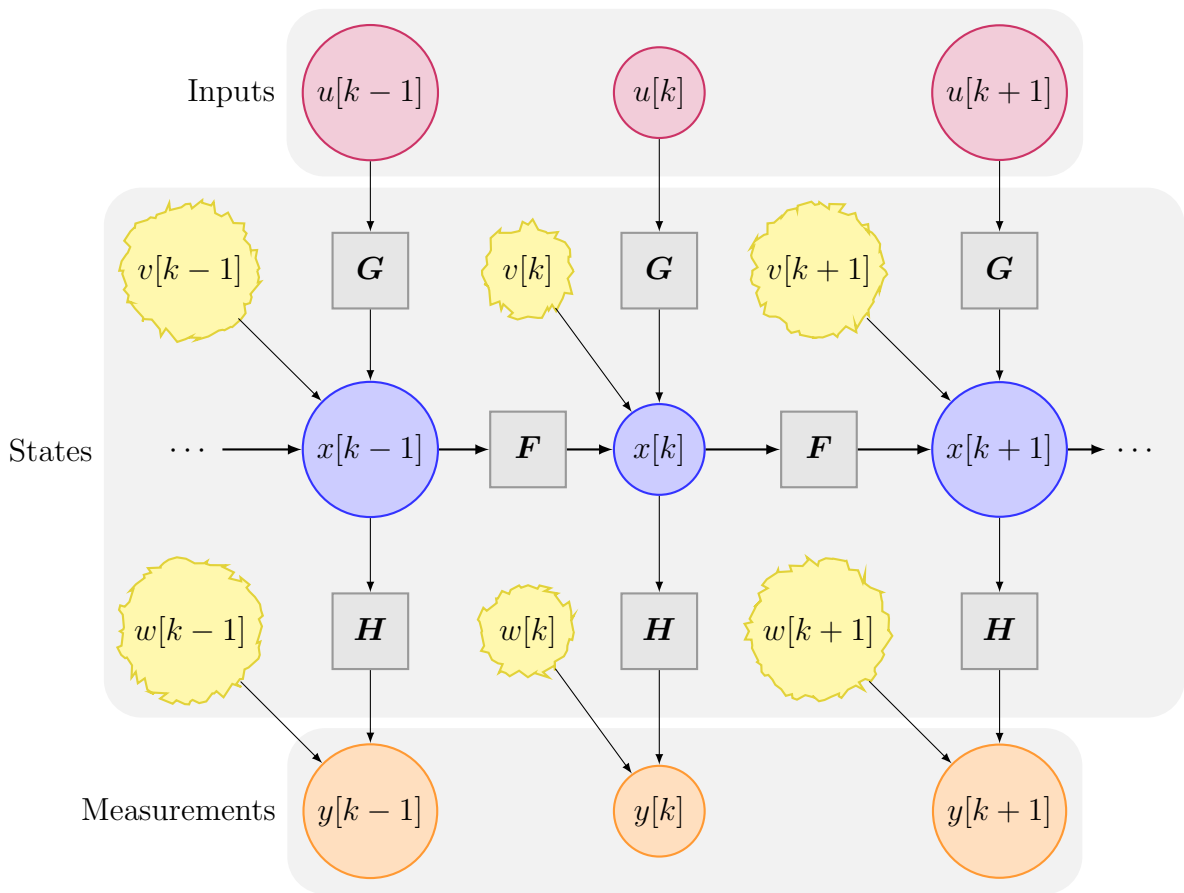 Inputs u[k − 1] u[k] u[k + 1]
v[k − 1] G v[k] G v[k + 1] G
States ⋯ x[k − 1] F x[k] F x[k + 1] ⋯
w[k − 1] H w[k] H w[k + 1] H
Measurements y[k − 1] y[k] y[k + 1]